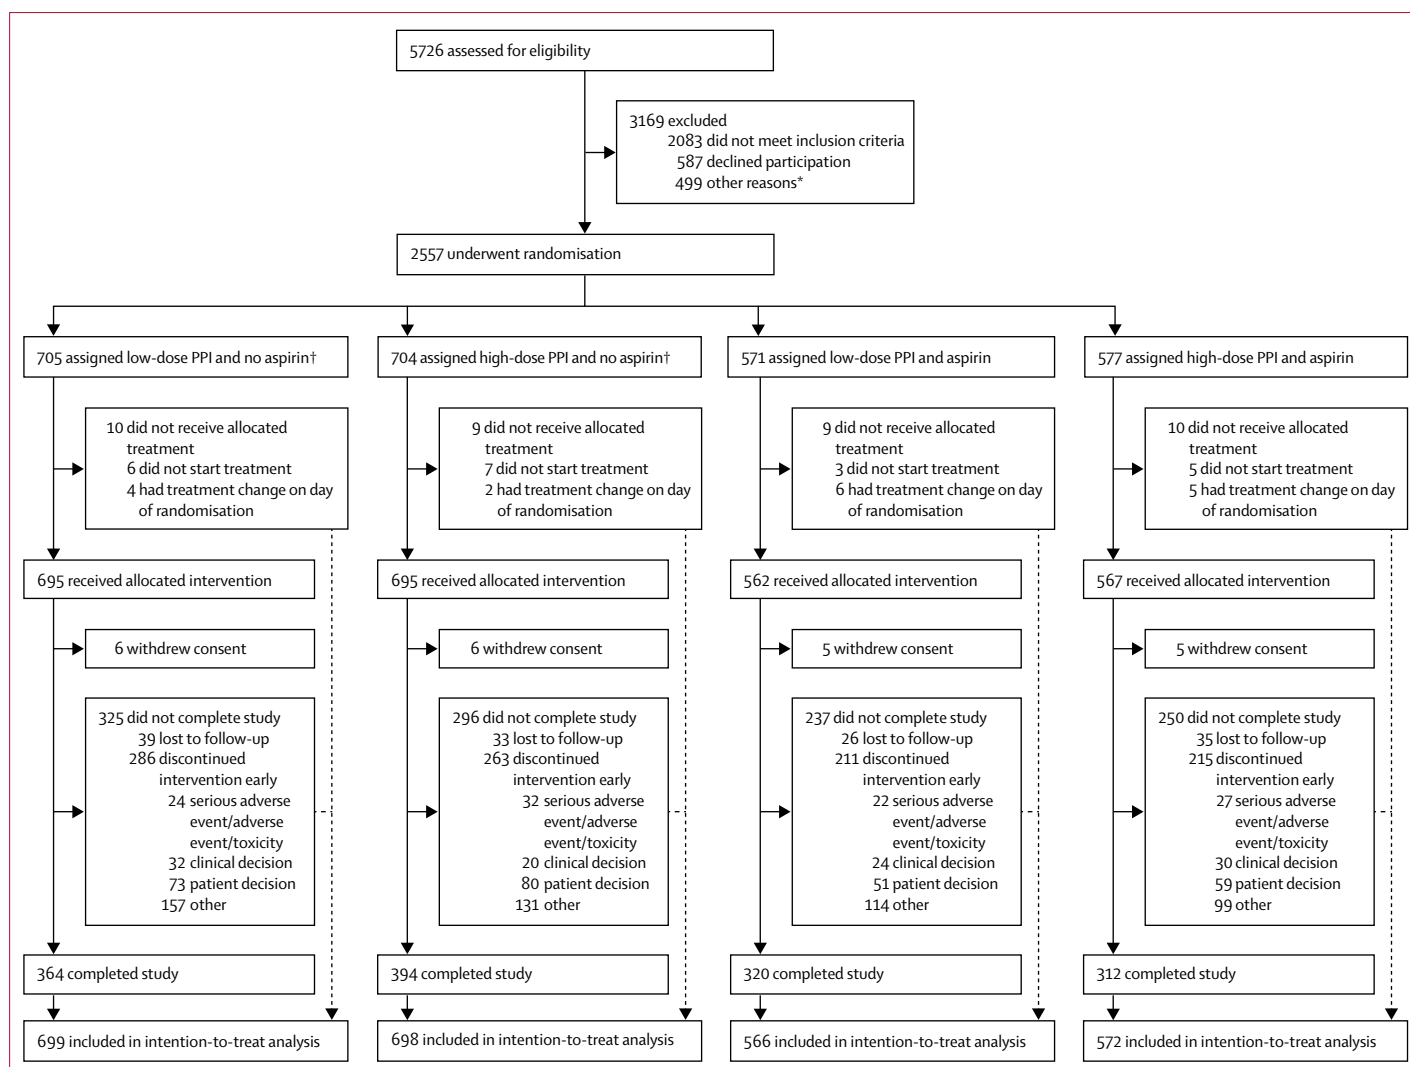 5726 assessed for eligibility
3169 excluded
2083 did not meet inclusion criteria
587 declined participation
499 other reasons*
2557 underwent randomisation
705 assigned low-dose PPI and no aspirin†
704 assigned high-dose PPI and no aspirin†
571 assigned low-dose PPI and aspirin
577 assigned high-dose PPI and aspirin
10 did not receive allocated
treatment
6 did not start treatment
4 had treatment change on day
of randomisation
9 did not receive allocated
treatment
7 did not start treatment
2 had treatment change on day
of randomisation
9 did not receive allocated
treatment
3 did not start treatment
6 had treatment change on day
of randomisation
10 did not receive allocated
treatment
5 did not start treatment
5 had treatment change on day
of randomisation
695 received allocated intervention
695 received allocated intervention
562 received allocated intervention
567 received allocated intervention
6 withdrew consent
6 withdrew consent
5 withdrew consent
5 withdrew consent
325 did not complete study
39 lost to follow-up
286 discontinued
intervention early
24 serious adverse
event/adverse
event/toxicity
32 clinical decision
73 patient decision
157 other
296 did not complete study
33 lost to follow-up
263 discontinued
intervention early
32 serious adverse
event/adverse
event/toxicity
20 clinical decision
80 patient decision
131 other
237 did not complete study
26 lost to follow-up
211 discontinued
intervention early
22 serious adverse
event/adverse
event/toxicity
24 clinical decision
51 patient decision
114 other
250 did not complete study
35 lost to follow-up
215 discontinued
intervention early
27 serious adverse
event/adverse
event/toxicity
30 clinical decision
59 patient decision
99 other
364 completed study
394 completed study
320 completed study
312 completed study
699 included in intention-to-treat analysis
698 included in intention-to-treat analysis
566 included in intention-to-treat analysis
572 included in intention-to-treat analysis